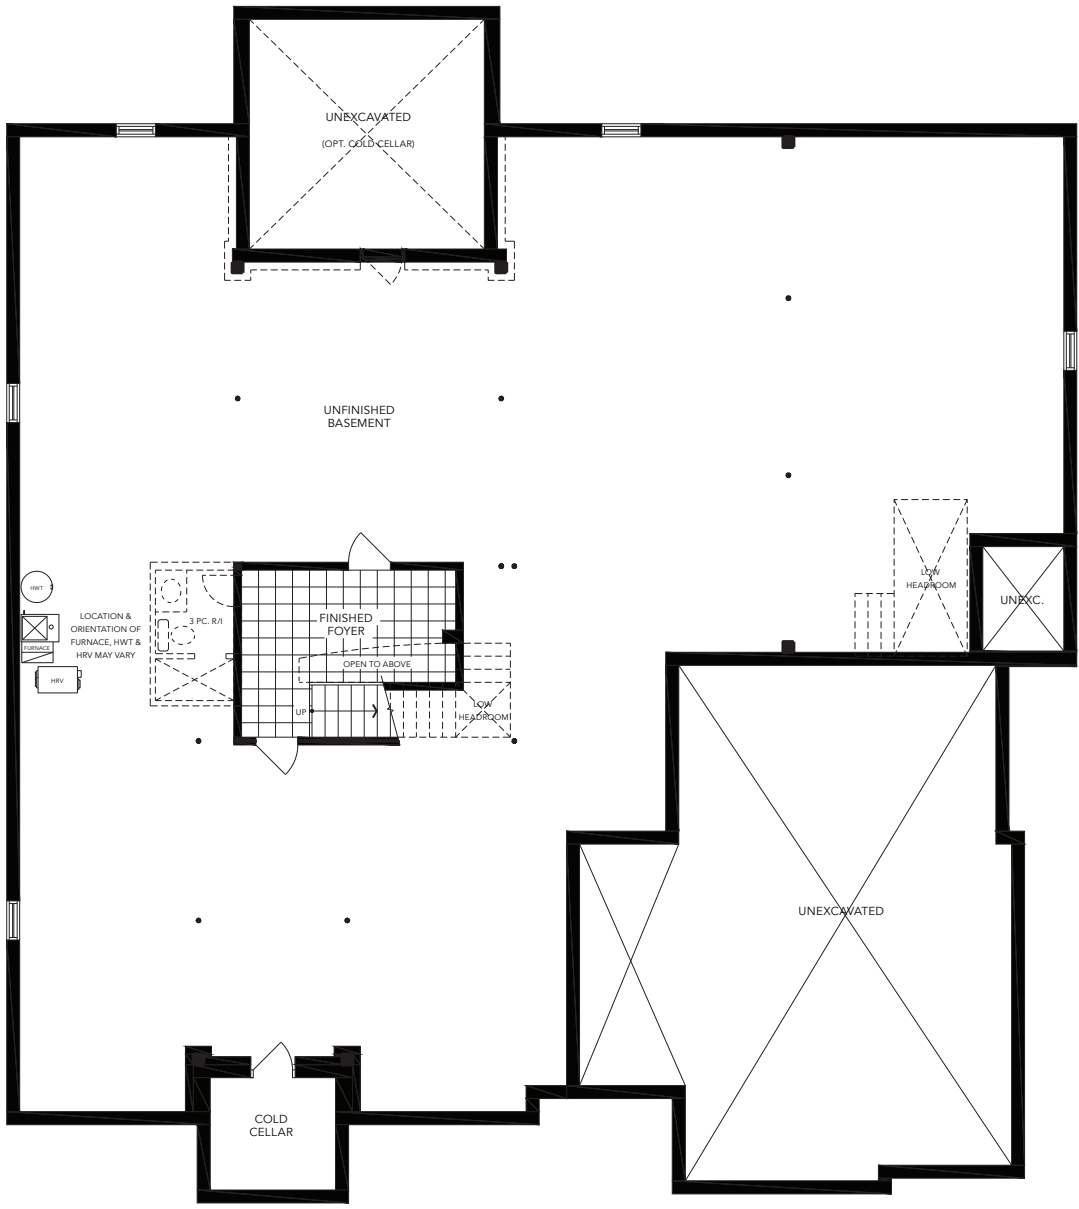 UNEXCAVATED
(OPT. COLD CELLAR)
UNFINISHED
BASEMENT
LOW
HEADROOM
UNEXC.
HWT
FURNACE
HRV
LOCATION &
ORIENTATION OF
FURNACE, HWT &
HRV MAY VARY
3 PC. R/I
FINISHED
FOYER
OPEN TO ABOVE
UP
LOW
HEADROOM
UNEXCAVATED
COLD
CELLAR